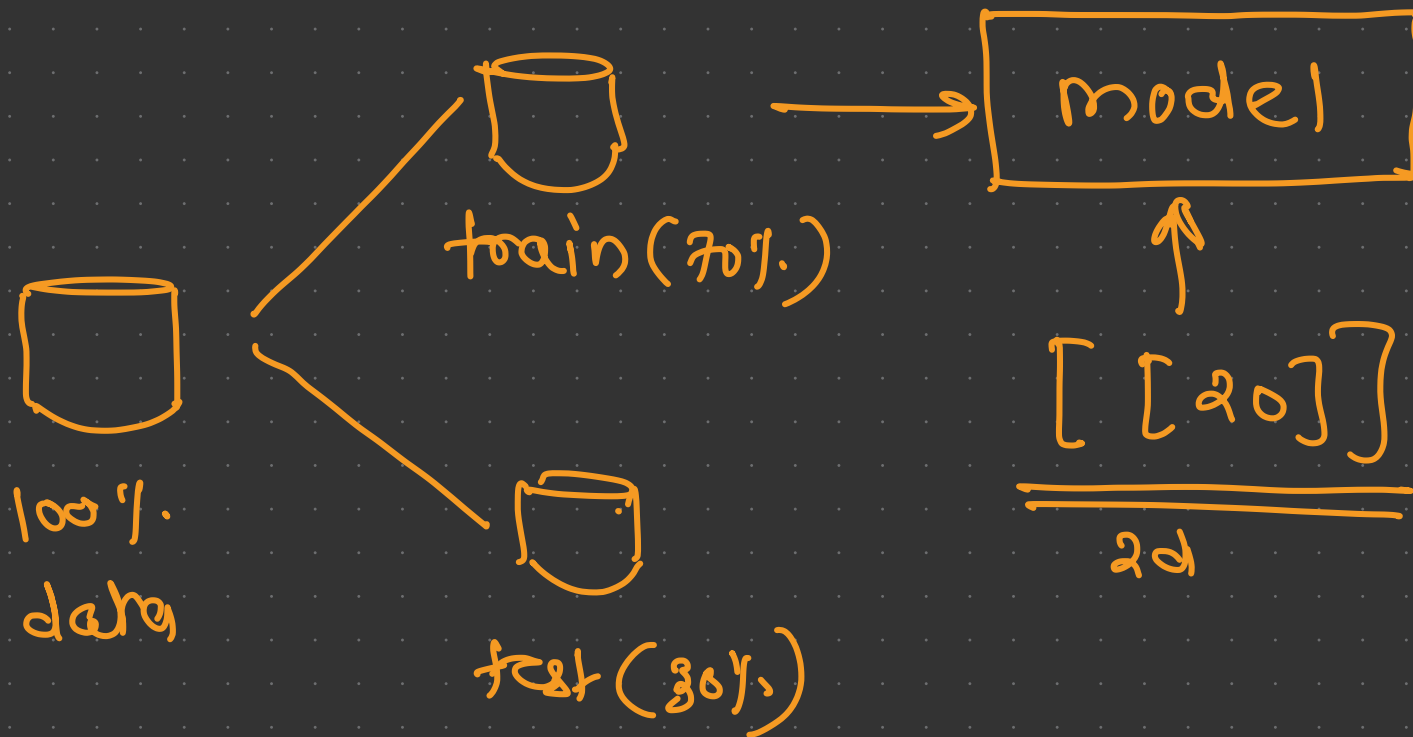 model
train (70%)
[[20]]
2d
100%
data
test (30%)